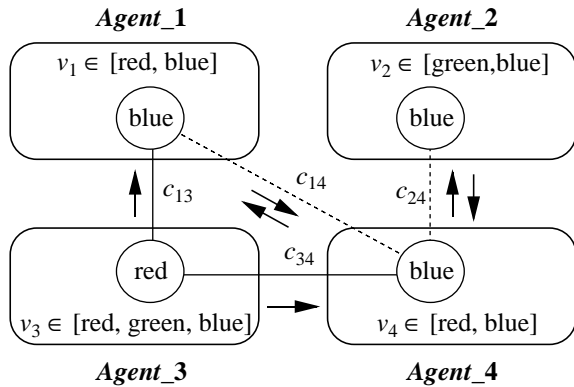 Agent_1
Agent_2
v1 ∈ [red, blue]
v2 ∈ [green,blue]
blue
blue
c13
c14
c24
c34
red
blue
v3 ∈ [red, green, blue]
v4 ∈ [red, blue]
Agent_3
Agent_4